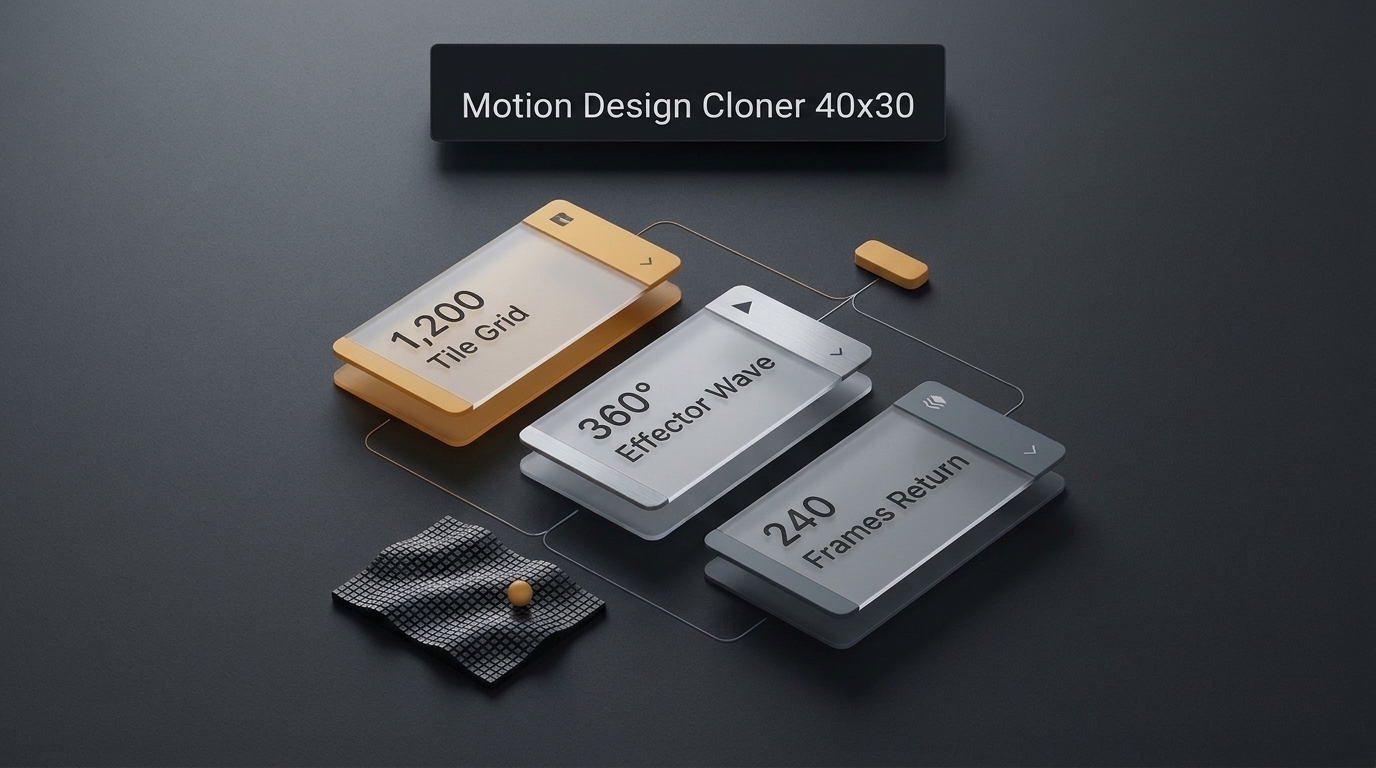 Motion Design Cloner 40x30
1,200
Tile Grid
360°
Effector Wave
240
Frames Return